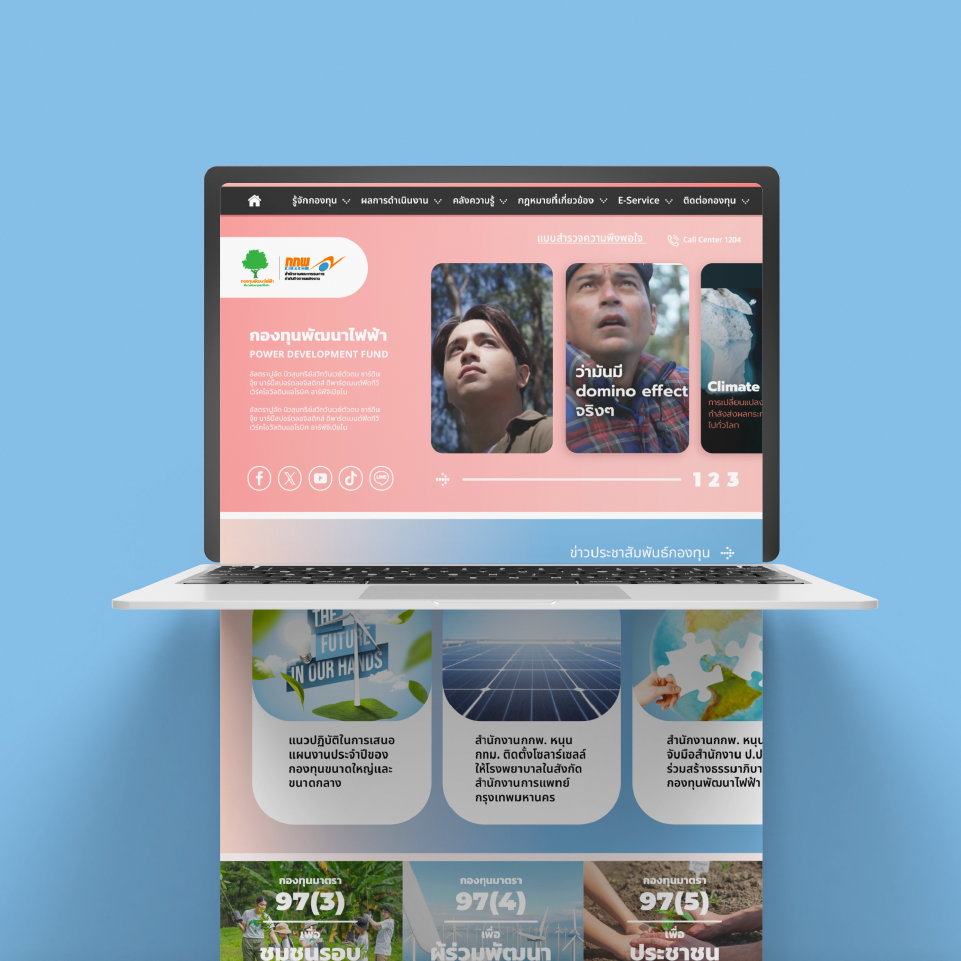 รู้จักกองทุน
ผลการดำเนินงาน
คลังความรู้
กฎหมายที่เกี่ยวข้อง
E-Service
ติดต่อกองทุน
แบบสำรวจความพึงพอใจ
Call Center 1204
กกพ
กองทุนพัฒนาไฟฟ้า
POWER DEVELOPMENT FUND
ว่ามันมี
domino effect
จริงๆ
Climate
การเปลี่ยนแปลง
กำลังส่งผลกระท
ไปทั่วโลก
LINE
1 2 3
ข่าวประชาสัมพันธ์กองทุน
THE
FUTURE
IN OUR HANDS
แนวปฏิบัติในการเสนอ
แผนงานประจำปีของ
กองทุนขนาดใหญ่และ
ขนาดกลาง
สำนักงานกกพ. หนุน
กทม. ติดตั้งโซลาร์เซลล์
ให้โรงพยาบาลในสังกัด
สำนักงานการแพทย์
กรุงเทพมหานคร
สำนักงานกกพ. หนุน
จับมือสำนักงาน ป.ป
ร่วมสร้างธรรมาภิบา
กองทุนพัฒนาไฟฟ้า
กองทุนมาตรา
97(3)
เพื่อ
ชุมชนรอบ
กองทุนมาตรา
97(4)
เพื่อ
ผู้ร่วมพัฒนา
กองทุนมาตรา
97(5)
เพื่อ
ประชาชน